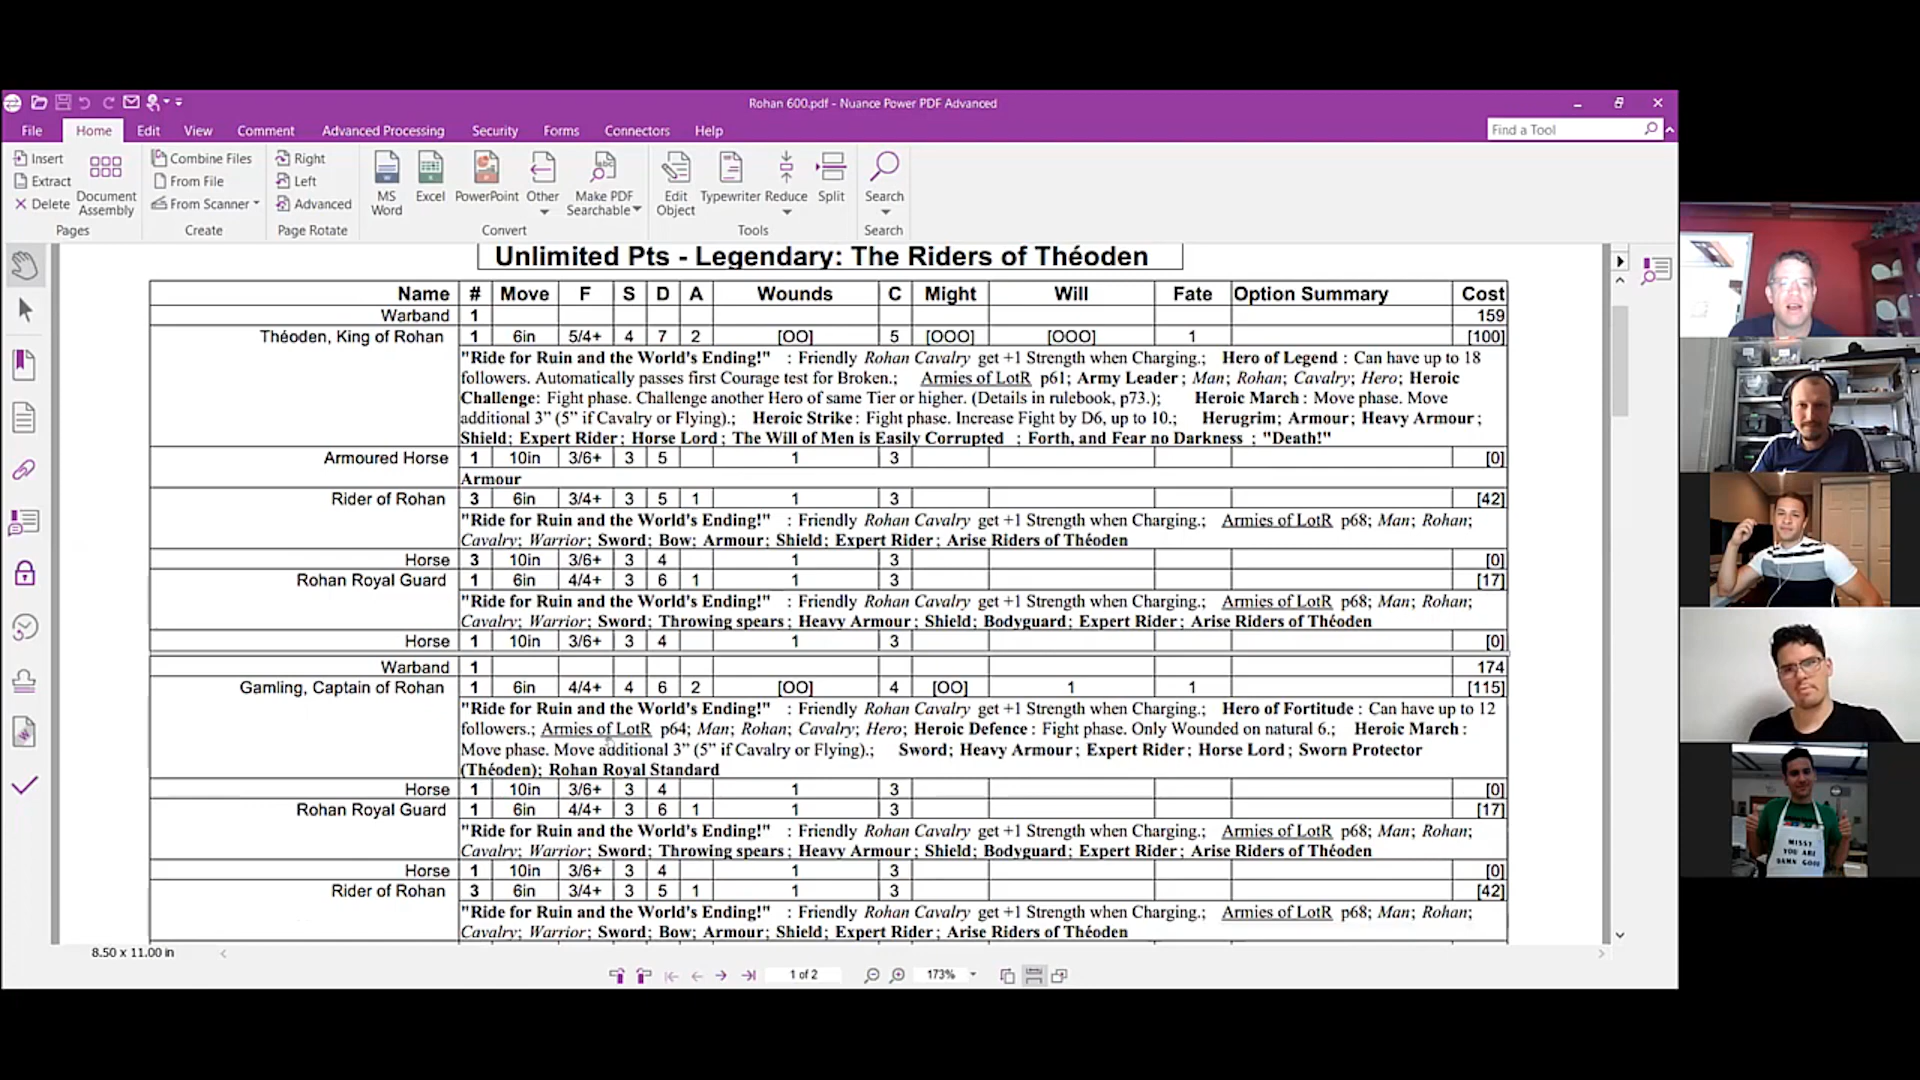 Rohan 600.pdf - Nuance Power PDF Advanced
File Home Edit View Comment Advanced Processing Security Forms Connectors Help
Find a Tool
Insert
Extract
Delete
Document Assembly
Pages
Combine Files
From File
From Scanner
Create
Right
Left
Advanced
Page Rotate
MS Word
Excel
PowerPoint
Other
Make PDF Searchable
Convert
Edit Object
Typewriter
Reduce
Split
Tools
Search
Search
Unlimited Pts - Legendary: The Riders of Théoden
Name # Move F S D A Wounds C Might Will Fate Option Summary Cost
Warband 1 159
Théoden, King of Rohan 1 6in 5/4+ 4 7 2 [OO] 5 [OOO] [OOO] 1 [100]
"Ride for Ruin and the World's Ending!" : Friendly Rohan Cavalry get +1 Strength when Charging.; Hero of Legend : Can have up to 18
followers. Automatically passes first Courage test for Broken.; Armies of LotR p61; Army Leader; Man; Rohan; Cavalry; Hero; Heroic
Challenge: Fight phase. Challenge another Hero of same Tier or higher. (Details in rulebook, p73.); Heroic March : Move phase. Move
additional 3” (5” if Cavalry or Flying).; Heroic Strike : Fight phase. Increase Fight by D6, up to 10.; Herugrim; Armour; Heavy Armour;
Shield; Expert Rider; Horse Lord; The Will of Men is Easily Corrupted ; Forth, and Fear no Darkness ; "Death!"
Armoured Horse 1 10in 3/6+ 3 5 1 3 [0]
Armour
Rider of Rohan 3 6in 3/4+ 3 5 1 1 3 [42]
"Ride for Ruin and the World's Ending!" : Friendly Rohan Cavalry get +1 Strength when Charging.; Armies of LotR p68; Man; Rohan;
Cavalry; Warrior; Sword; Bow; Armour; Shield; Expert Rider; Arise Riders of Théoden
Horse 3 10in 3/6+ 3 4 1 3 [0]
Rohan Royal Guard 1 6in 4/4+ 3 6 1 1 3 [17]
"Ride for Ruin and the World's Ending!" : Friendly Rohan Cavalry get +1 Strength when Charging.; Armies of LotR p68; Man; Rohan;
Cavalry; Warrior; Sword; Throwing spears; Heavy Armour; Shield; Bodyguard; Expert Rider; Arise Riders of Théoden
Horse 1 10in 3/6+ 3 4 1 3 [0]
Warband 1 174
Gamling, Captain of Rohan 1 6in 4/4+ 4 6 2 [OO] 4 [OO] 1 1 [115]
"Ride for Ruin and the World's Ending!" : Friendly Rohan Cavalry get +1 Strength when Charging.; Hero of Fortitude : Can have up to 12
followers.; Armies of LotR p64; Man; Rohan; Cavalry; Hero; Heroic Defence : Fight phase. Only Wounded on natural 6.; Heroic March :
Move phase. Move additional 3” (5” if Cavalry or Flying).; Sword; Heavy Armour; Expert Rider; Horse Lord; Sworn Protector
(Théoden); Rohan Royal Standard
Horse 1 10in 3/6+ 3 4 1 3 [0]
Rohan Royal Guard 1 6in 4/4+ 3 6 1 1 3 [17]
"Ride for Ruin and the World's Ending!" : Friendly Rohan Cavalry get +1 Strength when Charging.; Armies of LotR p68; Man; Rohan;
Cavalry; Warrior; Sword; Throwing spears; Heavy Armour; Shield; Bodyguard; Expert Rider; Arise Riders of Théoden
Horse 1 10in 3/6+ 3 4 1 3 [0]
Rider of Rohan 3 6in 3/4+ 3 5 1 1 3 [42]
"Ride for Ruin and the World's Ending!" : Friendly Rohan Cavalry get +1 Strength when Charging.; Armies of LotR p68; Man; Rohan;
Cavalry; Warrior; Sword; Bow; Armour; Shield; Expert Rider; Arise Riders of Théoden
8.50 x 11.00 in
1 of 2
173%
MISSY
YOU ARE
DAMN GOOD